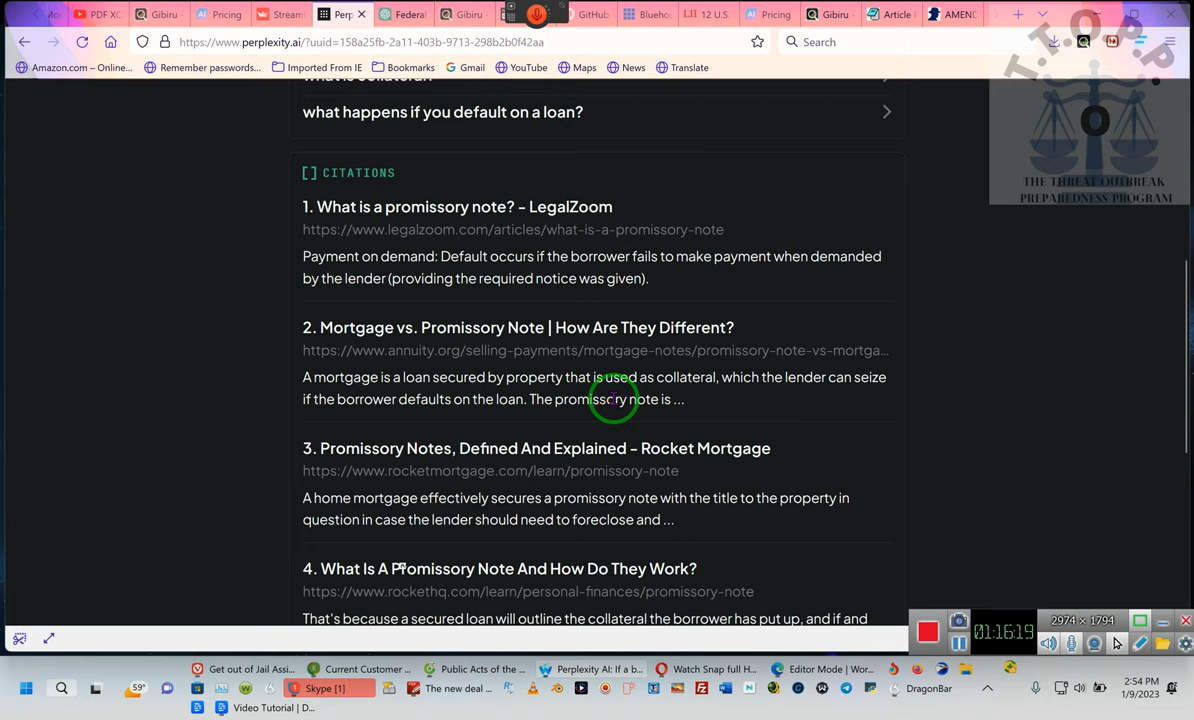 Mo
PDF XC
Gibiru
Pricing
Streami
Perp
Federal
Gibiru
GitHub
Blueho
LII 12 U.S.
Pricing
Gibiru
Article
AMEND
https://www.perplexity.ai/?uuid=158a25fb-2a11-403b-9713-298b2b0f42aa
Search
Amazon.com – Online...
Remember passwords...
Imported From IE
Bookmarks
Gmail
YouTube
Maps
News
Translate
T.T.O.P.P.
THE THREAT OUTBREAK
PREPAREDNESS PROGRAM
what is collateral?
what happens if you default on a loan?
[] CITATIONS
1. What is a promissory note? - LegalZoom
https://www.legalzoom.com/articles/what-is-a-promissory-note
Payment on demand: Default occurs if the borrower fails to make payment when demanded
by the lender (providing the required notice was given).
2. Mortgage vs. Promissory Note | How Are They Different?
https://www.annuity.org/selling-payments/mortgage-notes/promissory-note-vs-mortga...
A mortgage is a loan secured by property that is used as collateral, which the lender can seize
if the borrower defaults on the loan. The promissory note is ...
3. Promissory Notes, Defined And Explained - Rocket Mortgage
https://www.rocketmortgage.com/learn/promissory-note
A home mortgage effectively secures a promissory note with the title to the property in
question in case the lender should need to foreclose and ...
4. What Is A Promissory Note And How Do They Work?
https://www.rockethq.com/learn/personal-finances/promissory-note
That's because a secured loan will outline the collateral the borrower has put up, and if and
2974 × 1794
01:16:19
Get out of Jail Assi...
Current Customer ...
Public Acts of the ...
Perplexity AI: If a b...
Watch Snap full H...
Editor Mode | Wor...
59°
Skype [1]
The new deal ...
DragonBar
2:54 PM
1/9/2023
Video Tutorial | D...